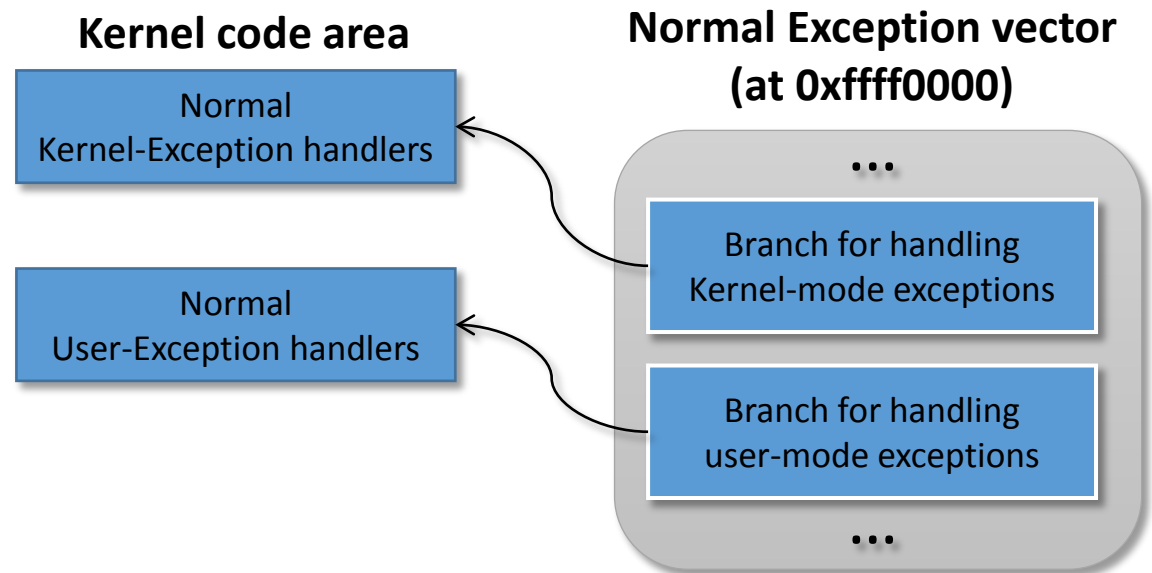 Kernel code area
Normal
Kernel-Exception handlers
Normal
User-Exception handlers
Normal Exception vector
(at 0xffff0000)
...
Branch for handling
Kernel-mode exceptions
Branch for handling
user-mode exceptions
...